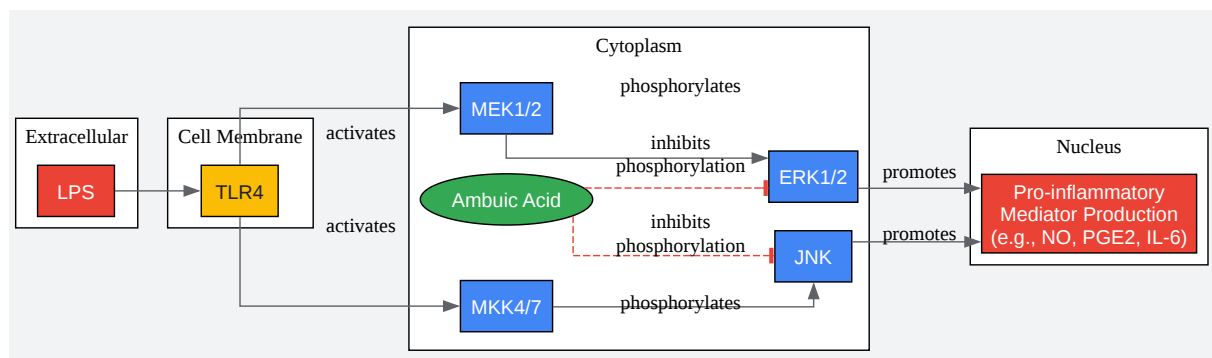 Extracellular
LPS
Cell Membrane
TLR4
activates
activates
Cytoplasm
MEK1/2
phosphorylates
inhibits
phosphorylation
ERK1/2
Ambuic Acid
inhibits
phosphorylation
JNK
MKK4/7
phosphorylates
promotes
promotes
Nucleus
Pro-inflammatory
Mediator Production
(e.g., NO, PGE2, IL-6)